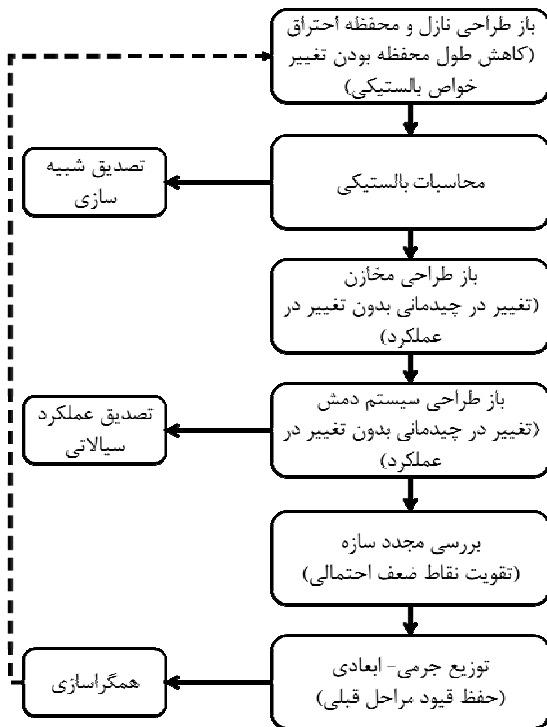 باز طراحی نازل و محفظه احتراق
(کاهش طول محفظه بودن تغییر
خواص بالستیکی)
محاسبات بالستیکی
تصدیق شبیه
سازی
باز طراحی مخازن
(تغییر در چیدمانی بدون تغییر در
عملکرد)
باز طراحی سیستم دمش
(تغییر در چیدمانی بدون تغییر در
عملکرد)
تصدیق عملکرد
سیالاتی
بررسی مجدد سازه
(تقویت نقاط ضعف احتمالی)
توزیع جرمی- ابعادی
(حفظ قیود مراحل قبلی)
همگراسازی